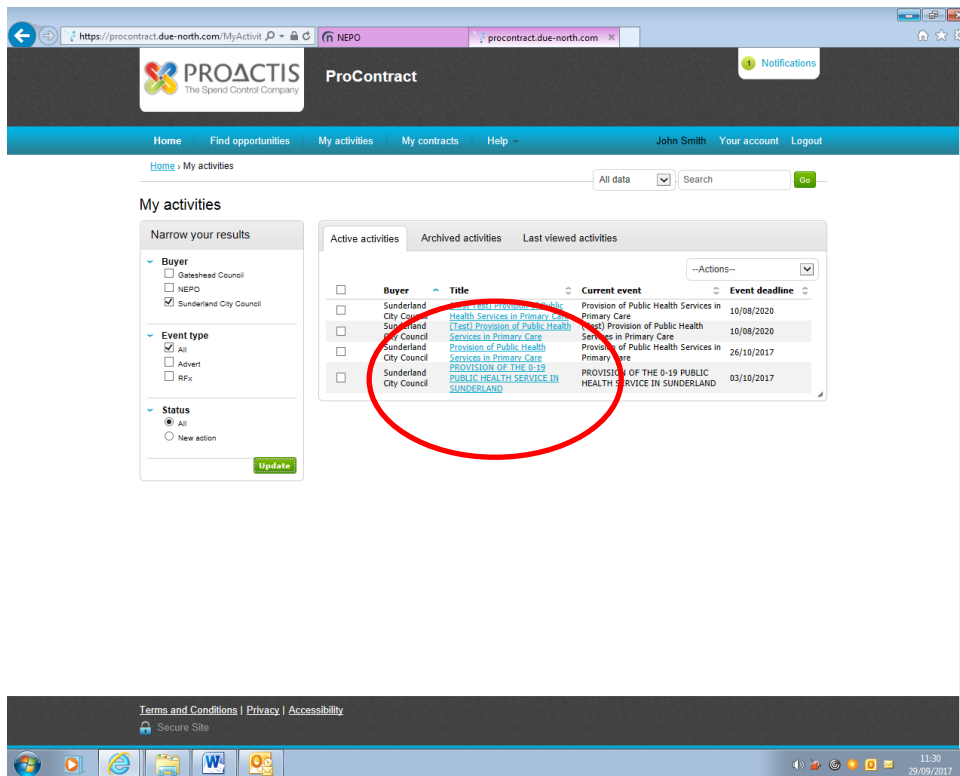 https://procontract.due-north.com/MyActivit
NEPO
procontract.due-north.com
PROACTIS
The Spend Control Company
ProContract
1 Notifications
Home Find opportunities My activities My contracts Help John Smith Your account Logout
Home › My activities
All data Search Go
My activities
Narrow your results
Buyer
Gateshead Council
NEPO
Sunderland City Council
Event type
All
Advert
RFx
Status
All
New action
Update
Active activities Archived activities Last viewed activities
--Actions--
Buyer Title Current event Event deadline
Sunderland Test) Provision of Public Provision of Public Health Services in
City Council Health Services in Primary Care Primary Care 10/08/2020
Sunderland (Test) Provision of Public Health (Test) Provision of Public Health
City Council Services in Primary Care Services in Primary Care 10/08/2020
Sunderland Provision of Public Health Provision of Public Health Services in
City Council Services in Primary Care Primary Care 26/10/2017
PROVISION OF THE 0-19
Sunderland PUBLIC HEALTH SERVICE IN PROVISION OF THE 0-19 PUBLIC
City Council SUNDERLAND HEALTH SERVICE IN SUNDERLAND 03/10/2017
Terms and Conditions | Privacy | Accessibility
Secure Site
11:30
29/09/2017